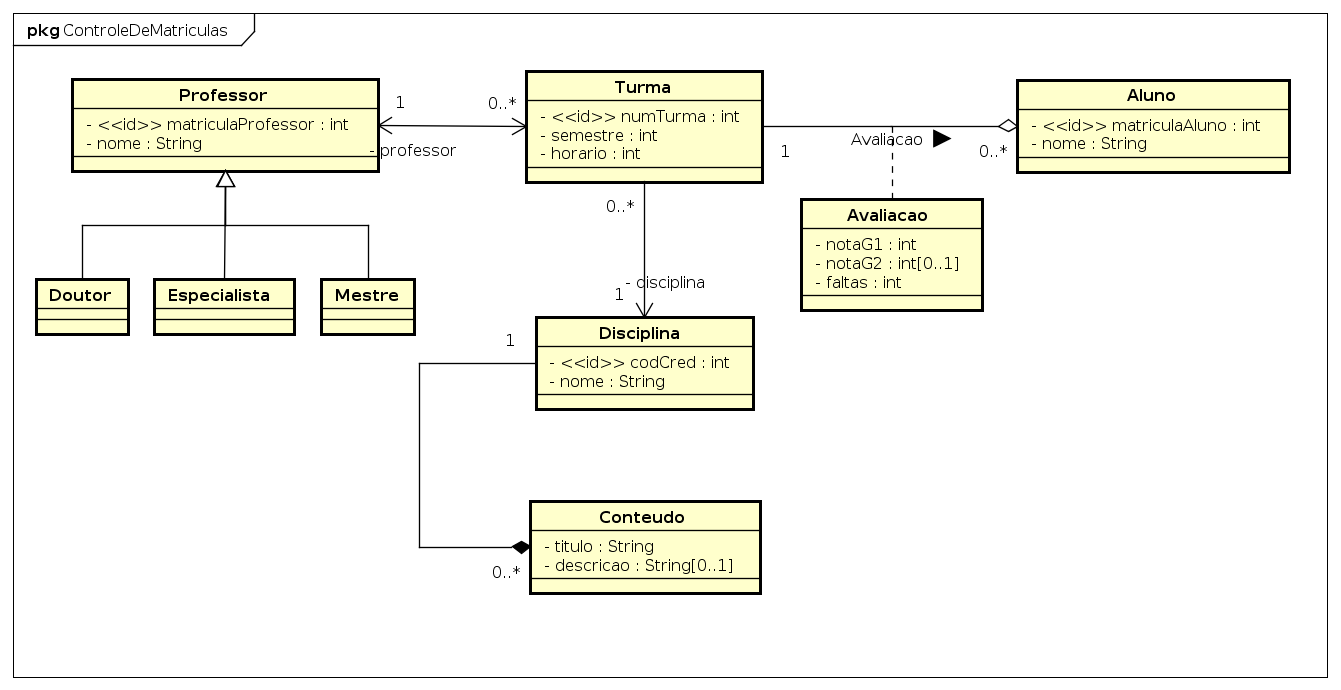 pkg ControleDeMatriculas
Professor
- <<id>> matriculaProfessor : int
- nome : String
1
0..*
- professor
Turma
- <<id>> numTurma : int
- semestre : int
- horario : int
1
Avaliacao
0..*
Aluno
- <<id>> matriculaAluno : int
- nome : String
Avaliacao
- notaG1 : int
- notaG2 : int[0..1]
- faltas : int
Doutor
Especialista
Mestre
0..*
- disciplina
1
Disciplina
- <<id>> codCred : int
- nome : String
1
Conteudo
- titulo : String
- descricao : String[0..1]
0..*